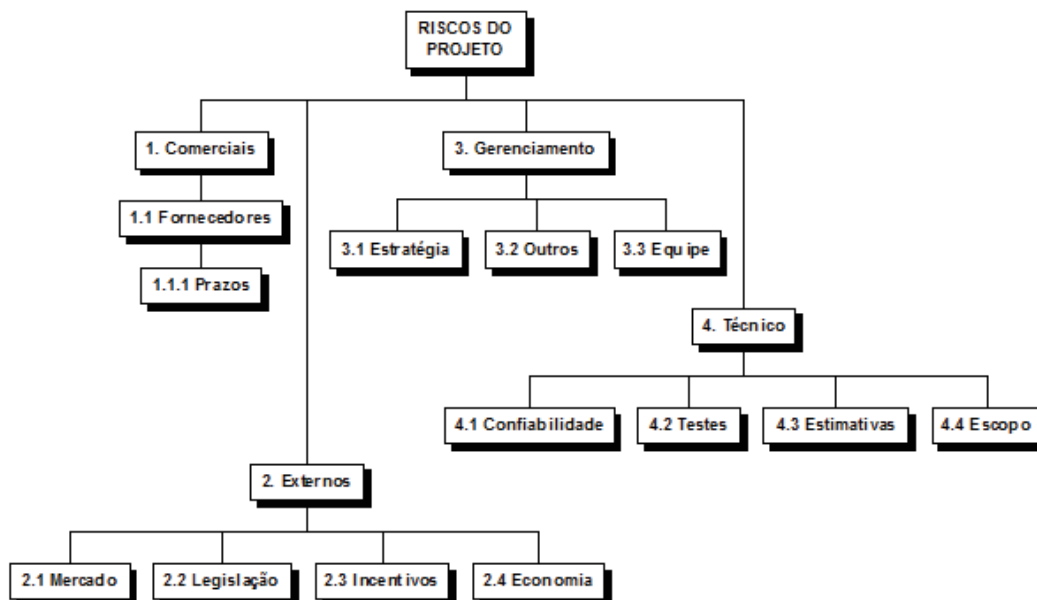 RISCOS DO
PROJETO
1. Comerciais
3. Gerenciamento
1.1 Fornecedores
3.1 Estratégia
3.2 Outros
3.3 Equipe
1.1.1 Prazos
4. Técnico
4.1 Confiabilidade
4.2 Testes
4.3 Estimativas
4.4 Escopo
2. Externos
2.1 Mercado
2.2 Legislação
2.3 Incentivos
2.4 Economia